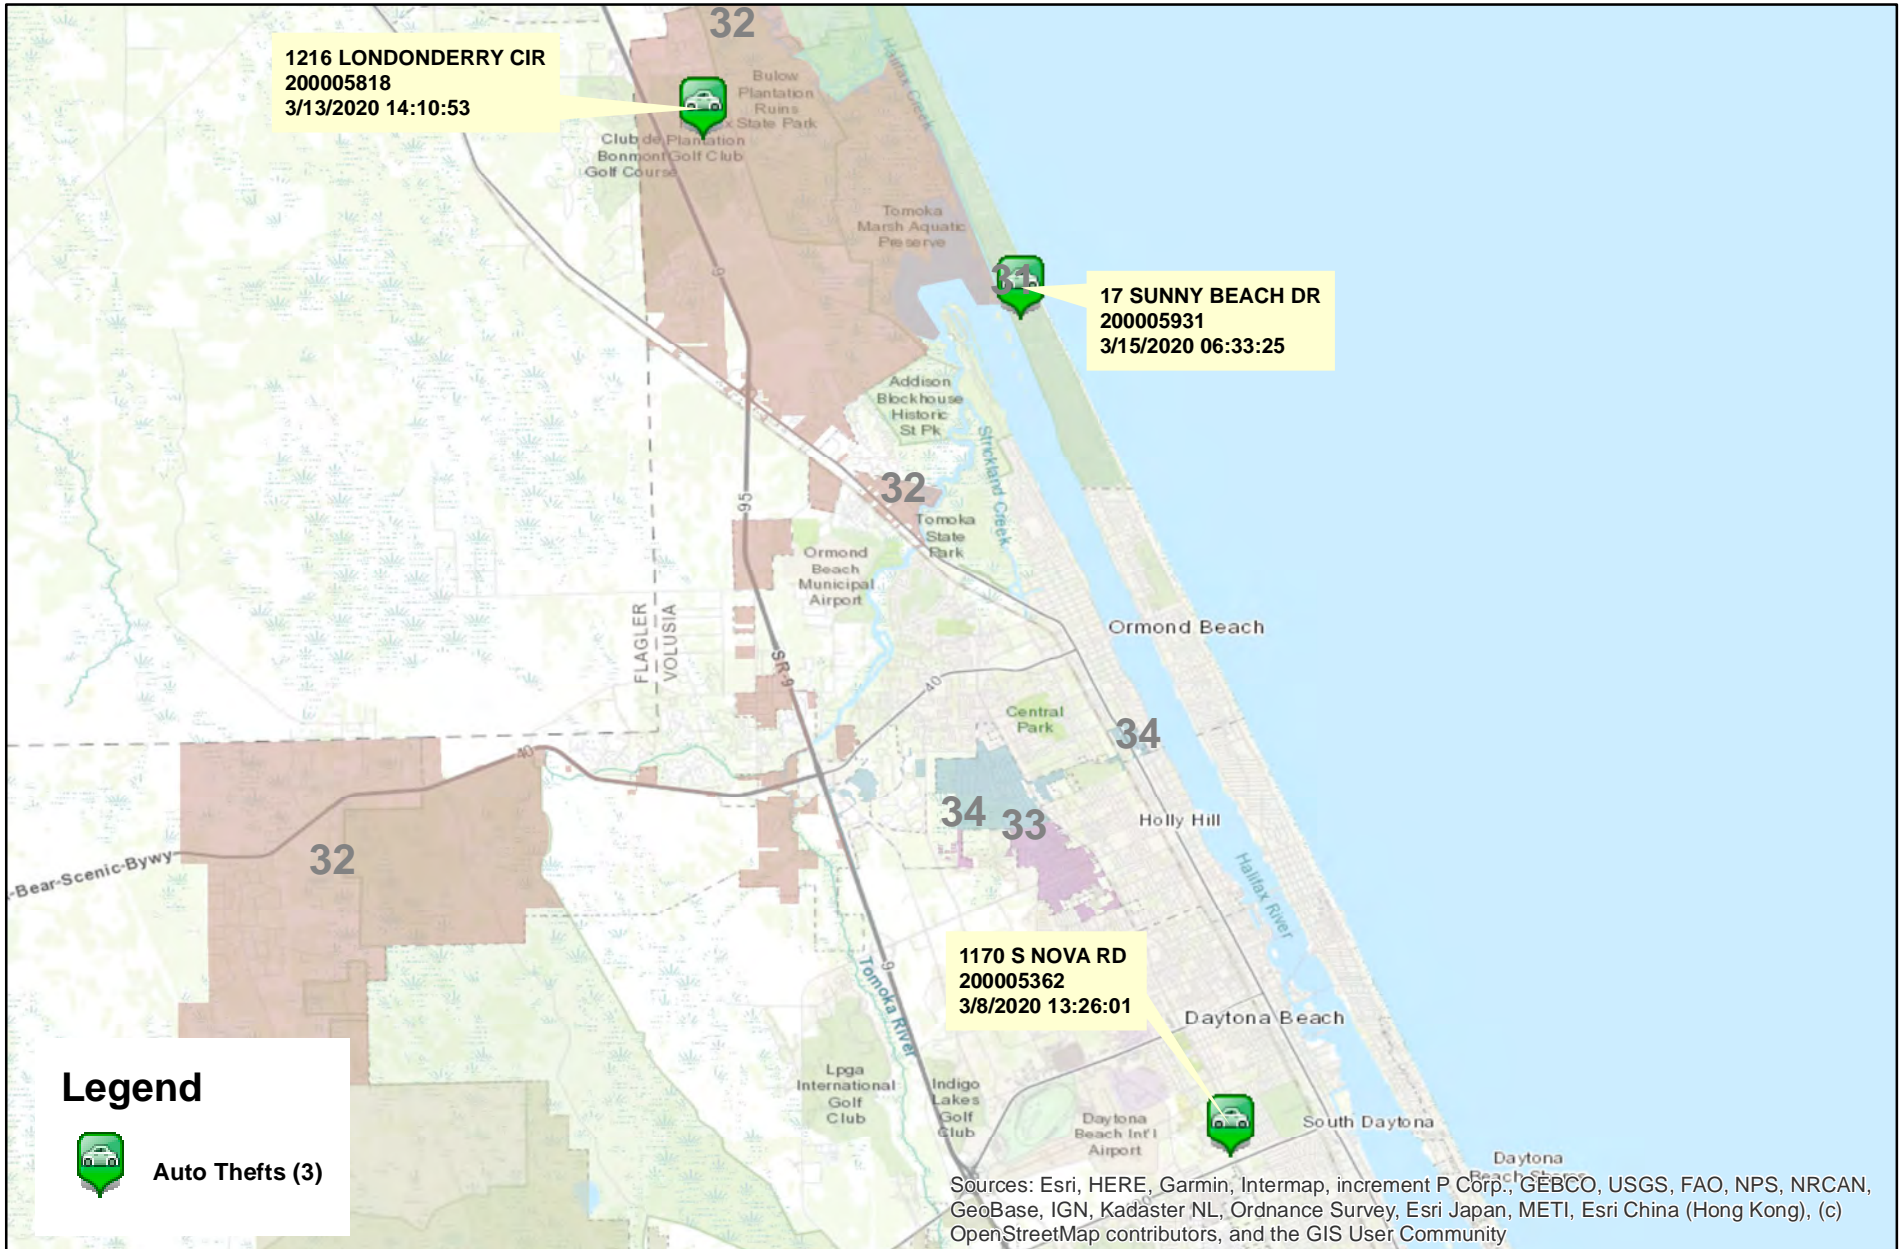 32
1216 LONDONDERRY CIR
200005818
3/13/2020 14:10:53
Halifax Creek
Bulow
Plantation
Ruins
State Park
Club de
Bonmont
Golf Course
Plantation
Golf Club
Tomoka
Marsh Aquatic
Preserve
31
17 SUNNY BEACH DR
200005931
3/15/2020 06:33:25
Addison
Blockhouse
Historic
St Pk
Strickland Creek
32
95
Tomoka
State
Park
Ormond
Beach
Municipal
Airport
FLAGLER
VOLUSIA
SR-9
Ormond Beach
40
Central
Park
34
40
34
33
Holly Hill
32
-Bear-Scenic-Bywy
Halifax River
1170 S NOVA RD
200005362
3/8/2020 13:26:01
9
Tomoka River
Daytona Beach
Lpga
International
Golf
Club
Indigo
Lakes
Golf
Club
Daytona
Beach Int'l
Airport
South Daytona
Daytona
Beach Shores
Legend
Auto Thefts (3)
Sources: Esri, HERE, Garmin, Intermap, increment P Corp., GEBCO, USGS, FAO, NPS, NRCAN,
GeoBase, IGN, Kadaster NL, Ordnance Survey, Esri Japan, METI, Esri China (Hong Kong), (c)
OpenStreetMap contributors, and the GIS User Community